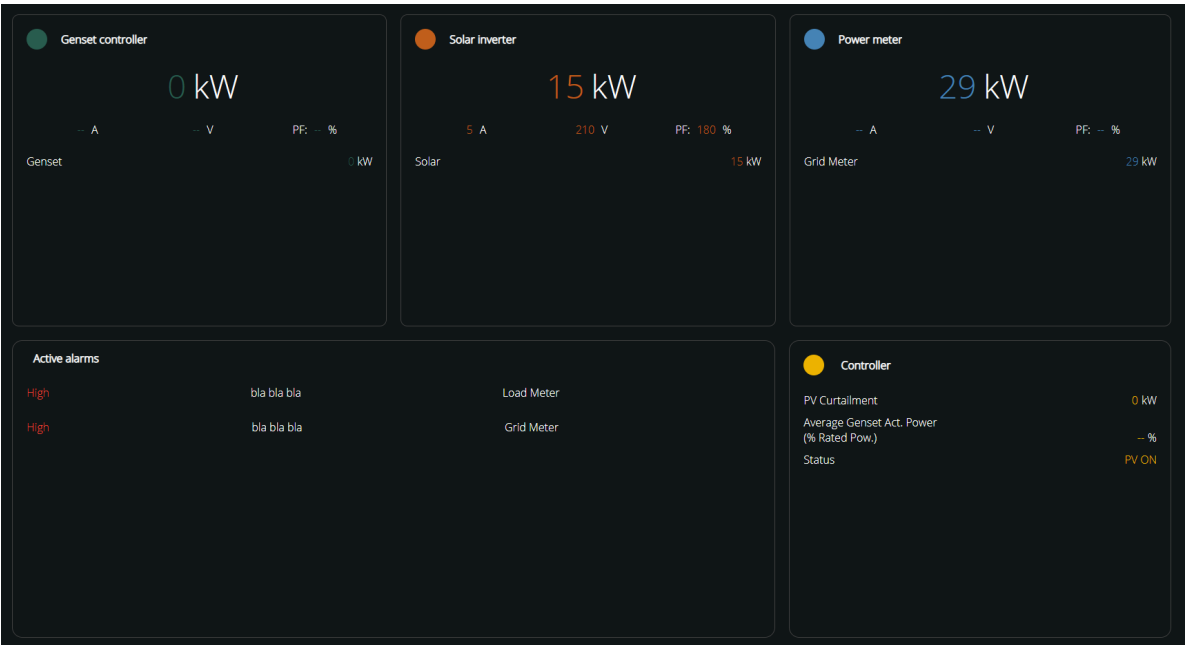 Genset controller
0 kW
-- A -- V PF: -- %
Genset 0 kW
Solar inverter
15 kW
5 A 210 V PF: 180 %
Solar 15 kW
Power meter
29 kW
-- A -- V PF: -- %
Grid Meter 29 kW
Active alarms
High bla bla bla Load Meter
High bla bla bla Grid Meter
Controller
PV Curtailment 0 kW
Average Genset Act. Power
(% Rated Pow.) -- %
Status PV ON